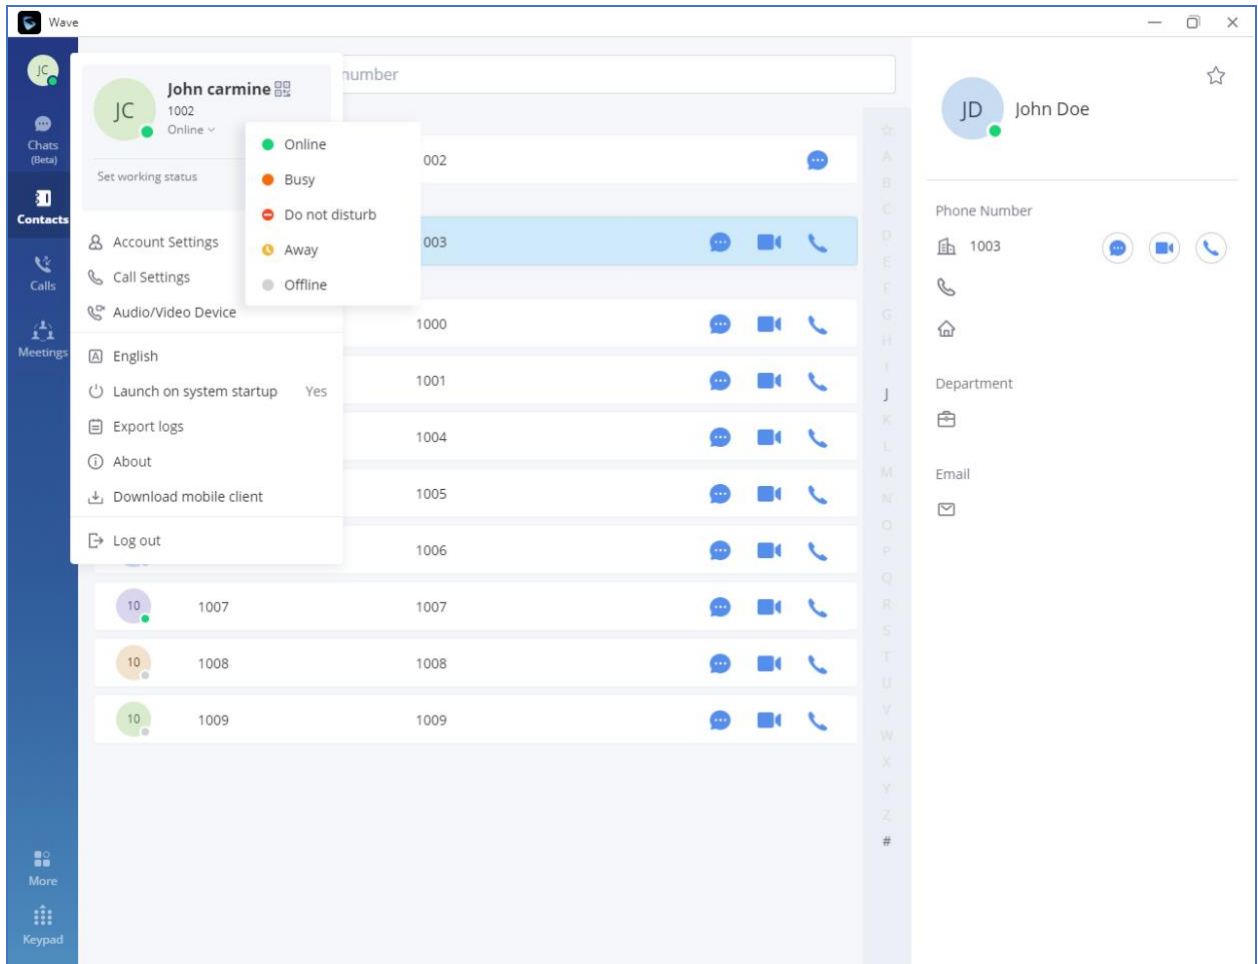 Wave
JC
Chats
(Beta)
Contacts
Calls
Meetings
More
Keypad
JC
John carmine
1002
Online
Set working status
Online
Busy
Do not disturb
Away
Offline
Account Settings
Call Settings
Audio/Video Device
English
Launch on system startup Yes
Export logs
About
Download mobile client
Log out
number
002
003
1000
1001
1004
1005
1006
10 1007 1007
10 1008 1008
10 1009 1009
A
B
C
D
E
F
G
H
I
J
K
L
M
N
O
P
Q
R
S
T
U
V
W
X
Y
Z
#
JD John Doe
Phone Number
1003
Department
Email